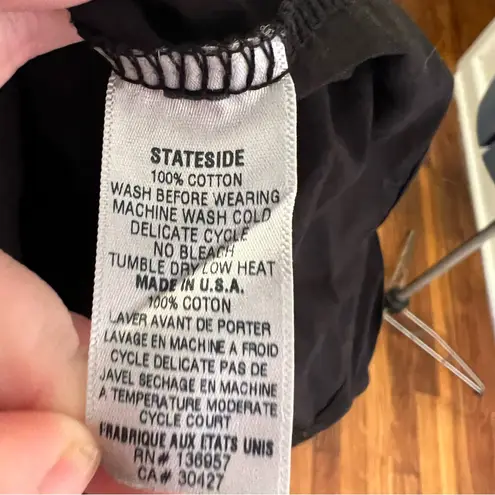 STATESIDE
100% COTTON
WASH BEFORE WEARING
MACHINE WASH COLD
DELICATE CYCLE
NO BLEACH
TUMBLE DRY LOW HEAT
MADE IN U.S.A.
100% COTON
LAVER AVANT DE PORTER
LAVAGE EN MACHINE A FROID
CYCLE DELICATE PAS DE
JAVEL SECHAGE EN MACHINE
A TEMPERATURE MODERATE
CYCLE COURT
FRABRIQUE AUX ETATS UNIS
RN# 136957
CA# 30427